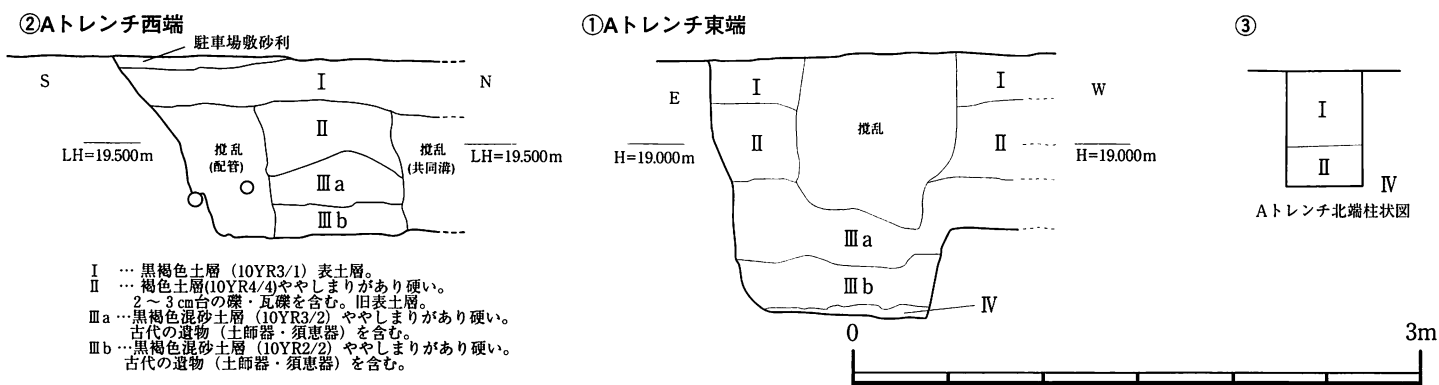 ②Aトレンチ西端
駐車場敷砂利
S
Ⅰ
N
Ⅱ
LH=19.500m
攪乱
(配管)
攪乱
(共同溝)
LH=19.500m
Ⅲa
Ⅲb
Ⅰ … 黒褐色土層（10YR3/1）表土層。
Ⅱ … 褐色土層(10YR4/4)ややしまりがあり硬い。
2～3㎝台の礫・瓦礫を含む。旧表土層。
Ⅲa …黒褐色混砂土層（10YR3/2）ややしまりがあり硬い。
古代の遺物（土師器・須恵器）を含む。
Ⅲb …黒褐色混砂土層（10YR2/2）ややしまりがあり硬い。
古代の遺物（土師器・須恵器）を含む。
①Aトレンチ東端
E
Ⅰ
Ⅰ
W
攪乱
Ⅱ
Ⅱ
H=19.000m
H=19.000m
Ⅲa
Ⅲb
Ⅳ
③
Ⅰ
Ⅱ
Ⅳ
Aトレンチ北端柱状図
0
3m